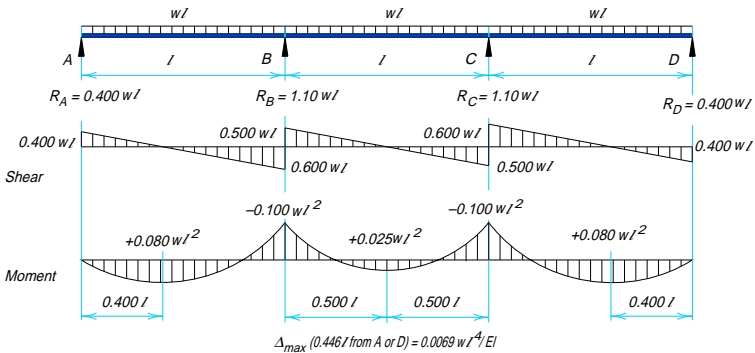 wl wl wl
A l B l C l D
R_A = 0.400 wl R_B = 1.10 wl R_C = 1.10 wl R_D = 0.400 wl
0.400 wl 0.500 wl 0.600 wl 0.400 wl
Shear 0.600 wl 0.500 wl
–0.100 wl² –0.100 wl²
+0.080 wl² +0.025 wl² +0.080 wl²
Moment
0.400 l 0.500 l 0.500 l 0.400 l
Δmax (0.446 l from A or D) = 0.0069 wl⁴/EI